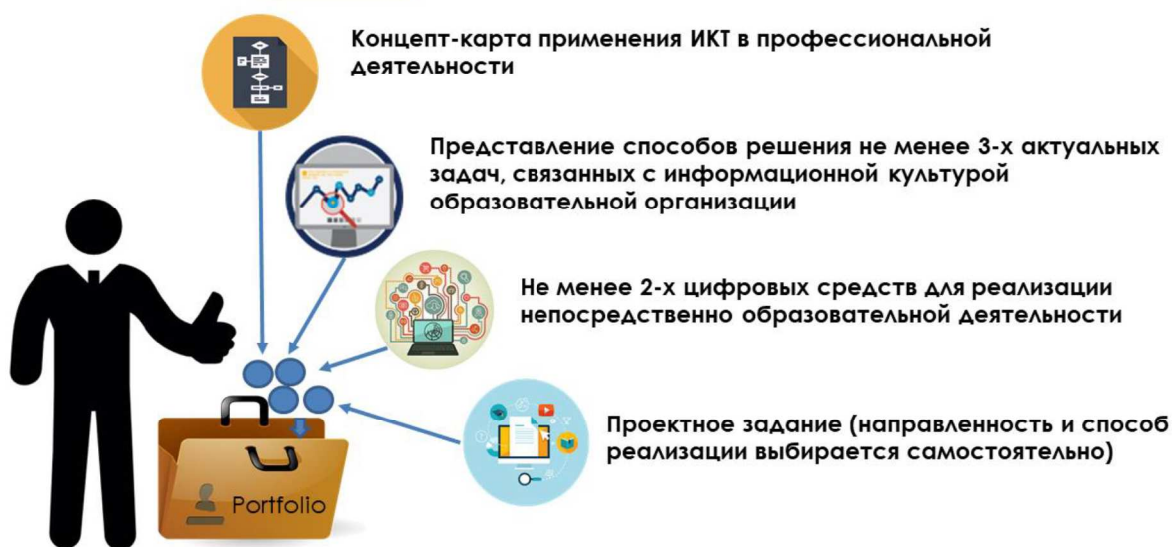 Концепт-карта применения ИКТ в профессиональной
деятельности
Представление способов решения не менее 3-х актуальных
задач, связанных с информационной культурой
образовательной организации
Не менее 2-х цифровых средств для реализации
непосредственно образовательной деятельности
Проектное задание (направленность и способ
реализации выбирается самостоятельно)
Portfolio